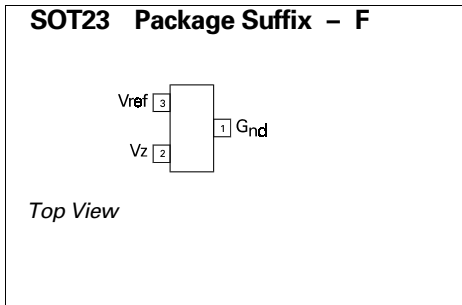 SOT23 Package Suffix – F
Vref 3
1 Gnd
Vz 2
Top View